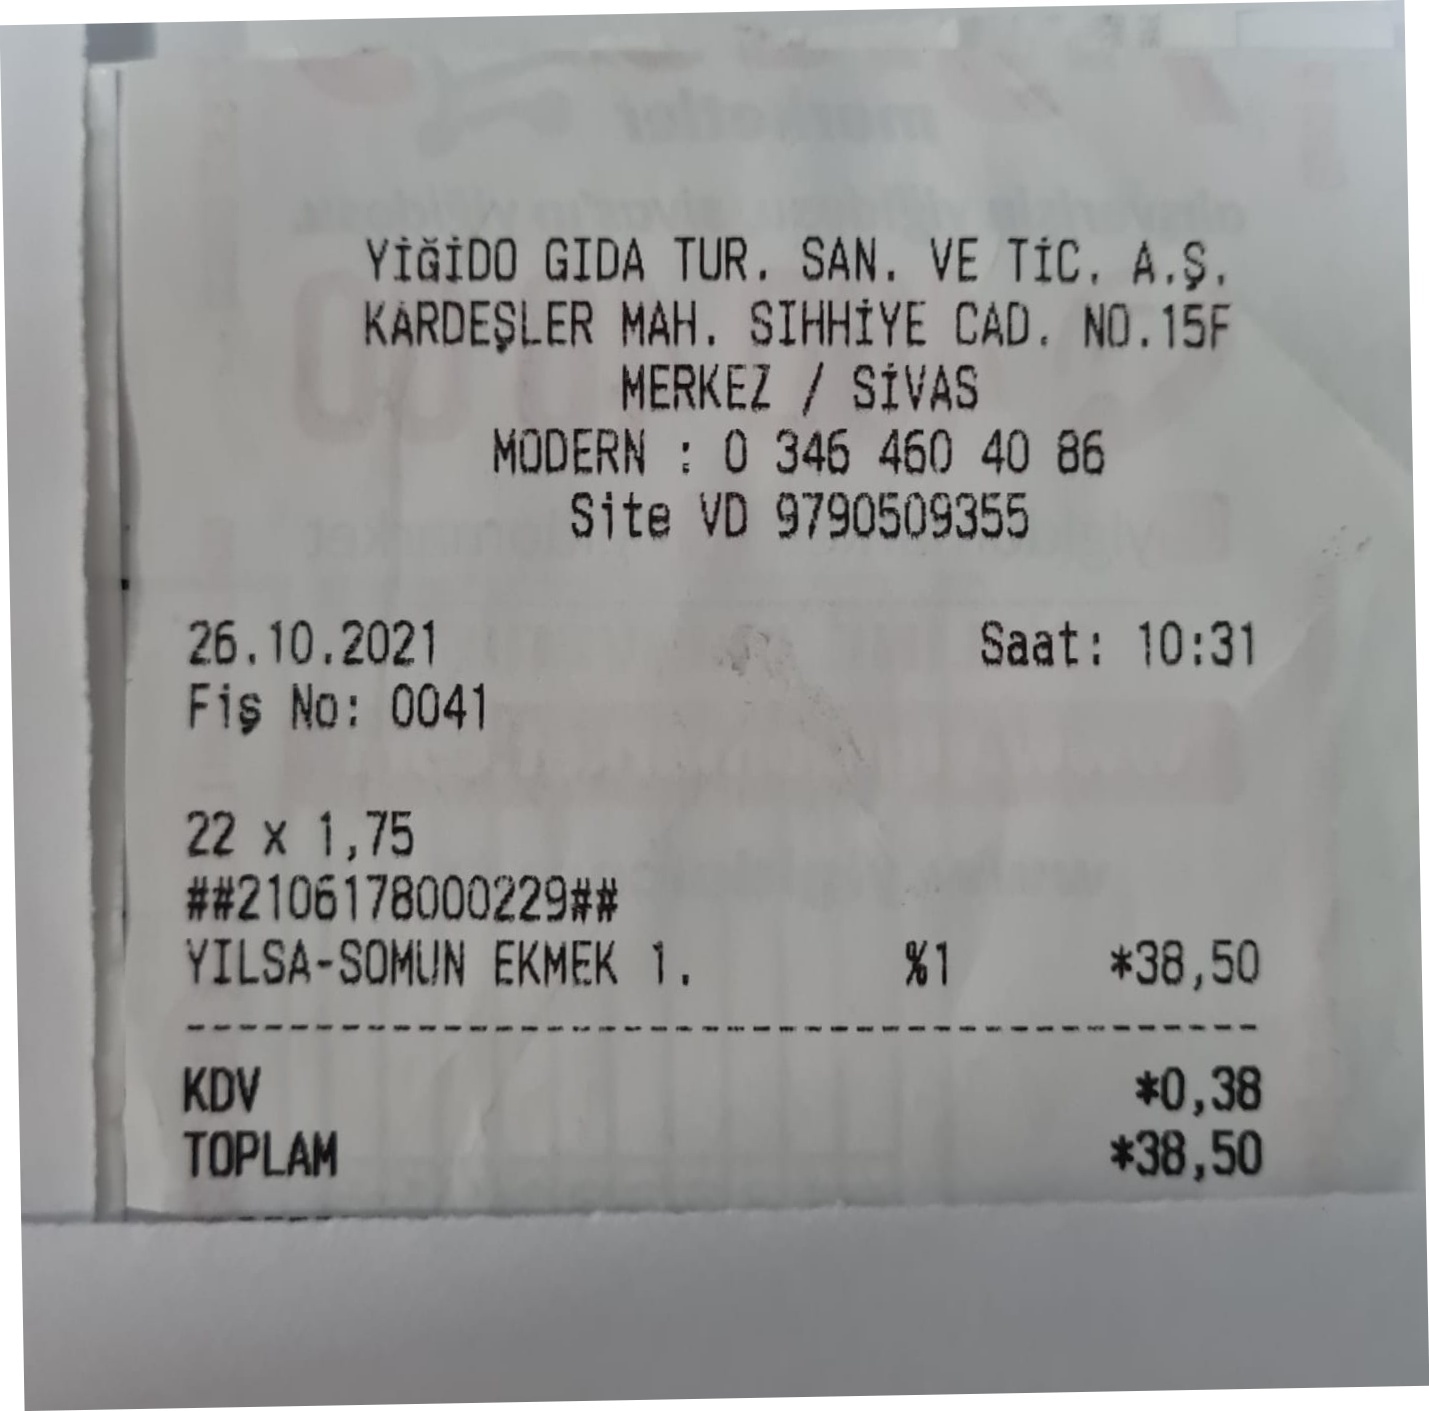 YİĞİDO GIDA TUR. SAN. VE TİC. A.Ş.
KARDEŞLER MAH. SIHHİYE CAD. NO.15F
MERKEZ / SİVAS
MODERN : 0 346 460 40 86
Site VD 9790509355
26.10.2021 Saat: 10:31
Fiş No: 0041
22 x 1,75
##2106178000229##
YILSA-SOMUN EKMEK 1. %1 *38,50
KDV *0,38
TOPLAM *38,50